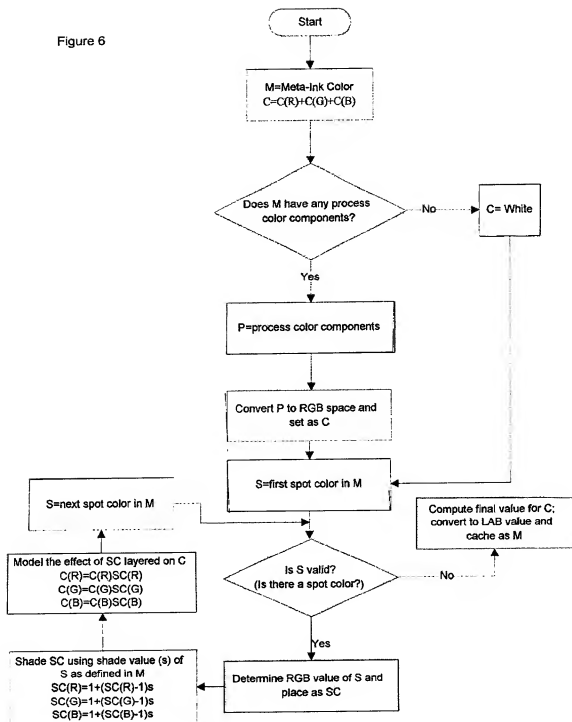 Figure 6
Start
M=Meta-Ink Color
C=C(R)+C(G)+C(B)
Does M have any process
color components?
No
C= White
Yes
P=process color components
Convert P to RGB space and
set as C
S=first spot color in M
S=next spot color in M
Compute final value for C;
convert to LAB value and
cache as M
Is S valid?
(Is there a spot color?)
No
Yes
Model the effect of SC layered on C
C(R)=C(R)SC(R)
C(G)=C(G)SC(G)
C(B)=C(B)SC(B)
Determine RGB value of S and
place as SC
Shade SC using shade value (s) of
S as defined in M
SC(R)=1+(SC(R)-1)s
SC(G)=1+(SC(G)-1)s
SC(B)=1+(SC(B)-1)s